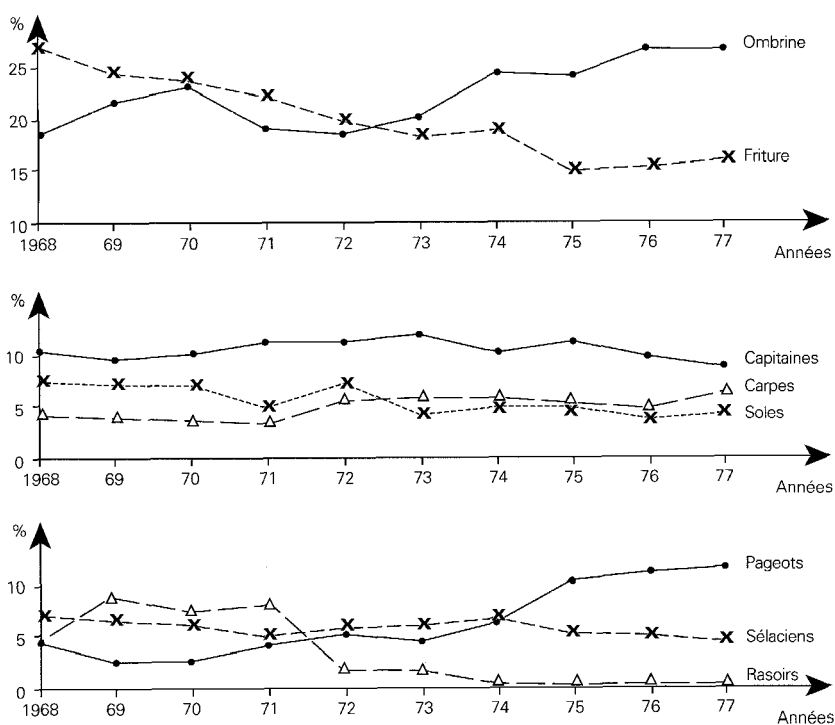 %
Ombrine
25
20
Friture
15
10
1968 69 70 71 72 73 74 75 76 77
Années
%
10
Capitaines
Carpes
5
Soles
0
1968 69 70 71 72 73 74 75 76 77
Années
%
Pageots
10
5
Sélaciens
Rasoirs
0
1968 69 70 71 72 73 74 75 76 77
Années